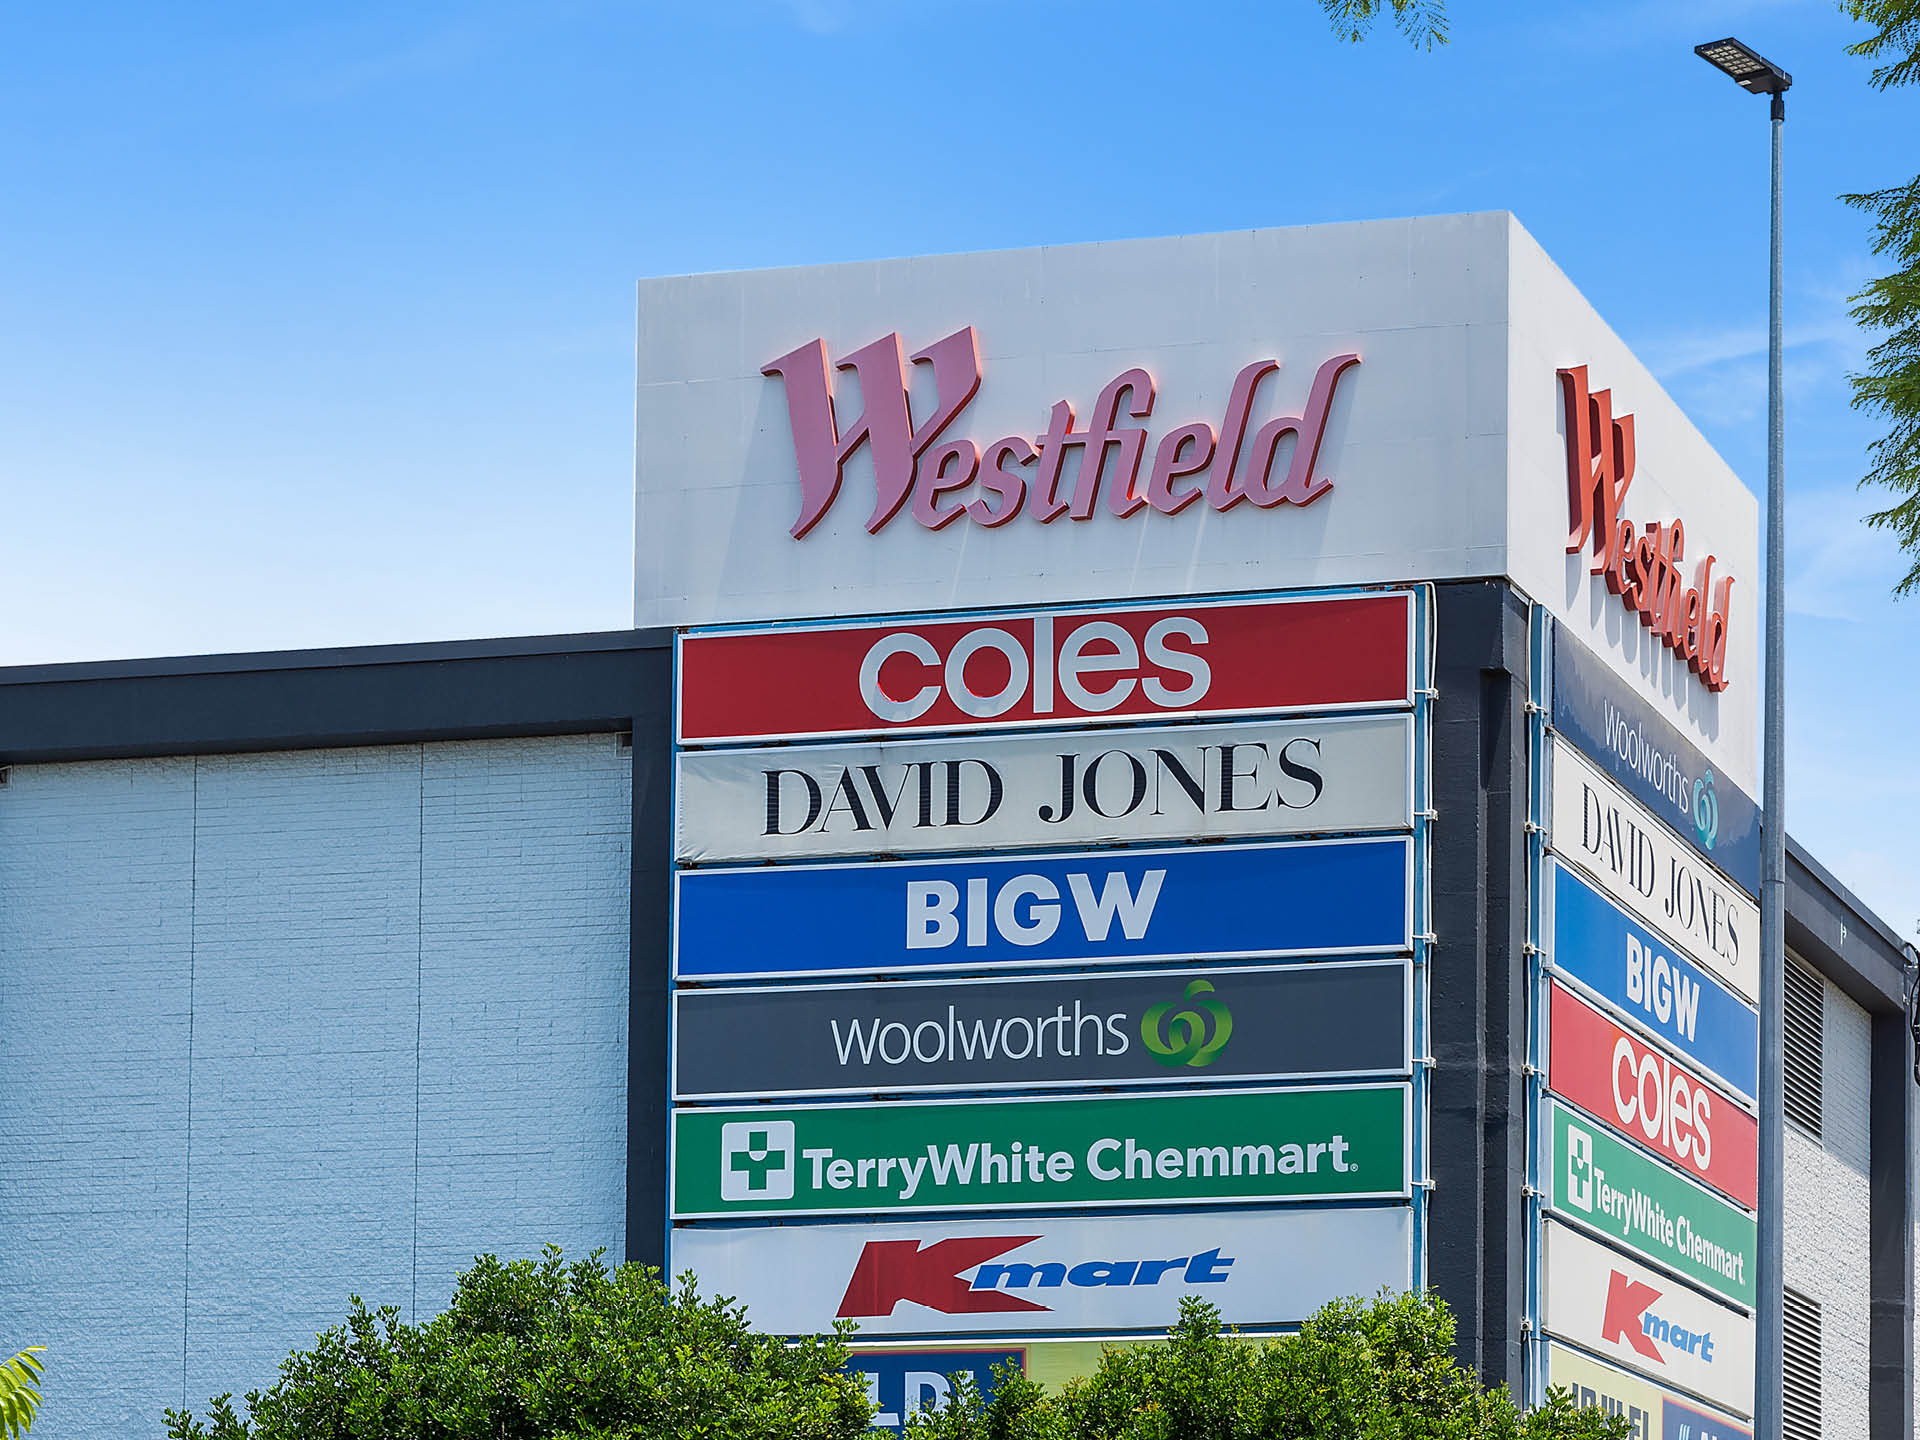 Westfield
coles
DAVID JONES
BIGW
Woolworths
TerryWhite Chemmart
Kmart
Westfield
Woolworths
DAVID JONES
BIGW
coles
TerryWhite Chemmart
Kmart